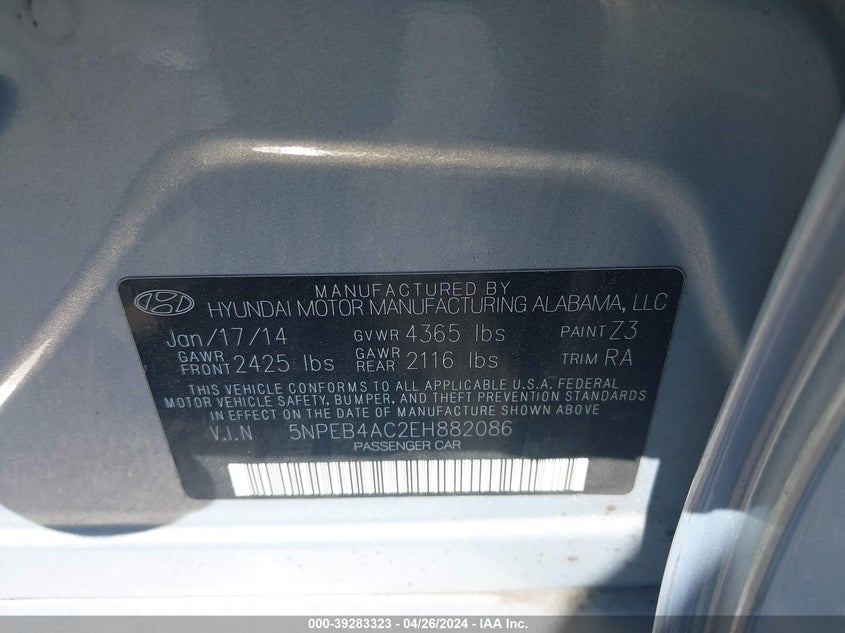 MANUFACTURED BY
HYUNDAI MOTOR MANUFACTURING ALABAMA, LLC
Jan/17/14 GVWR 4365 lbs PAINT Z3
GAWR FRONT 2425 lbs GAWR REAR 2116 lbs TRIM RA
THIS VEHICLE CONFORMS TO ALL APPLICABLE U.S.A. FEDERAL
MOTOR VEHICLE SAFETY, BUMPER, AND THEFT PREVENTION STANDARDS
IN EFFECT ON THE DATE OF MANUFACTURE SHOWN ABOVE.
V.I.N 5NPEB4AC2EH882086
PASSENGER CAR
000-39283323 - 04/26/2024 - IAA Inc.